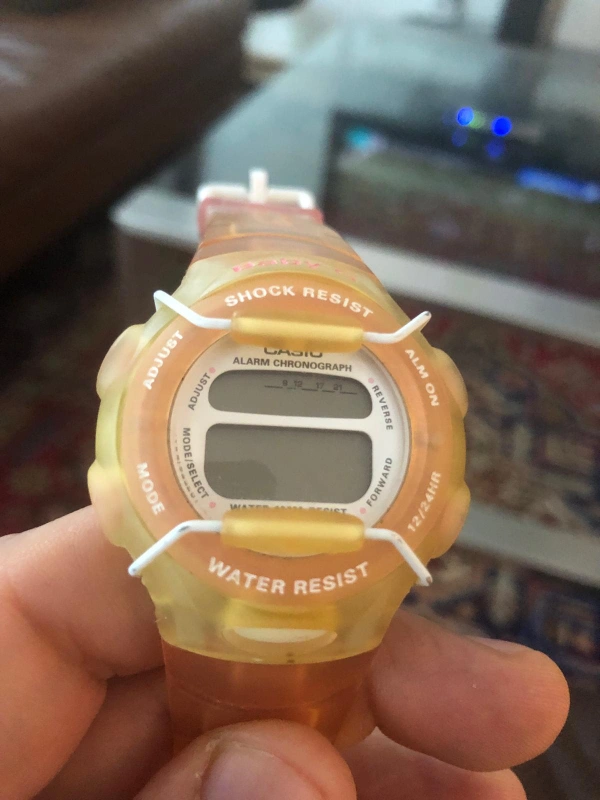 SHOCK RESIST
ADJUST
ALM ON
CASIO
ALARM CHRONOGRAPH
ADJUST
REVERSE
MODE/SELECT
FORWARD
MODE
12/24HR
WATER RESIST